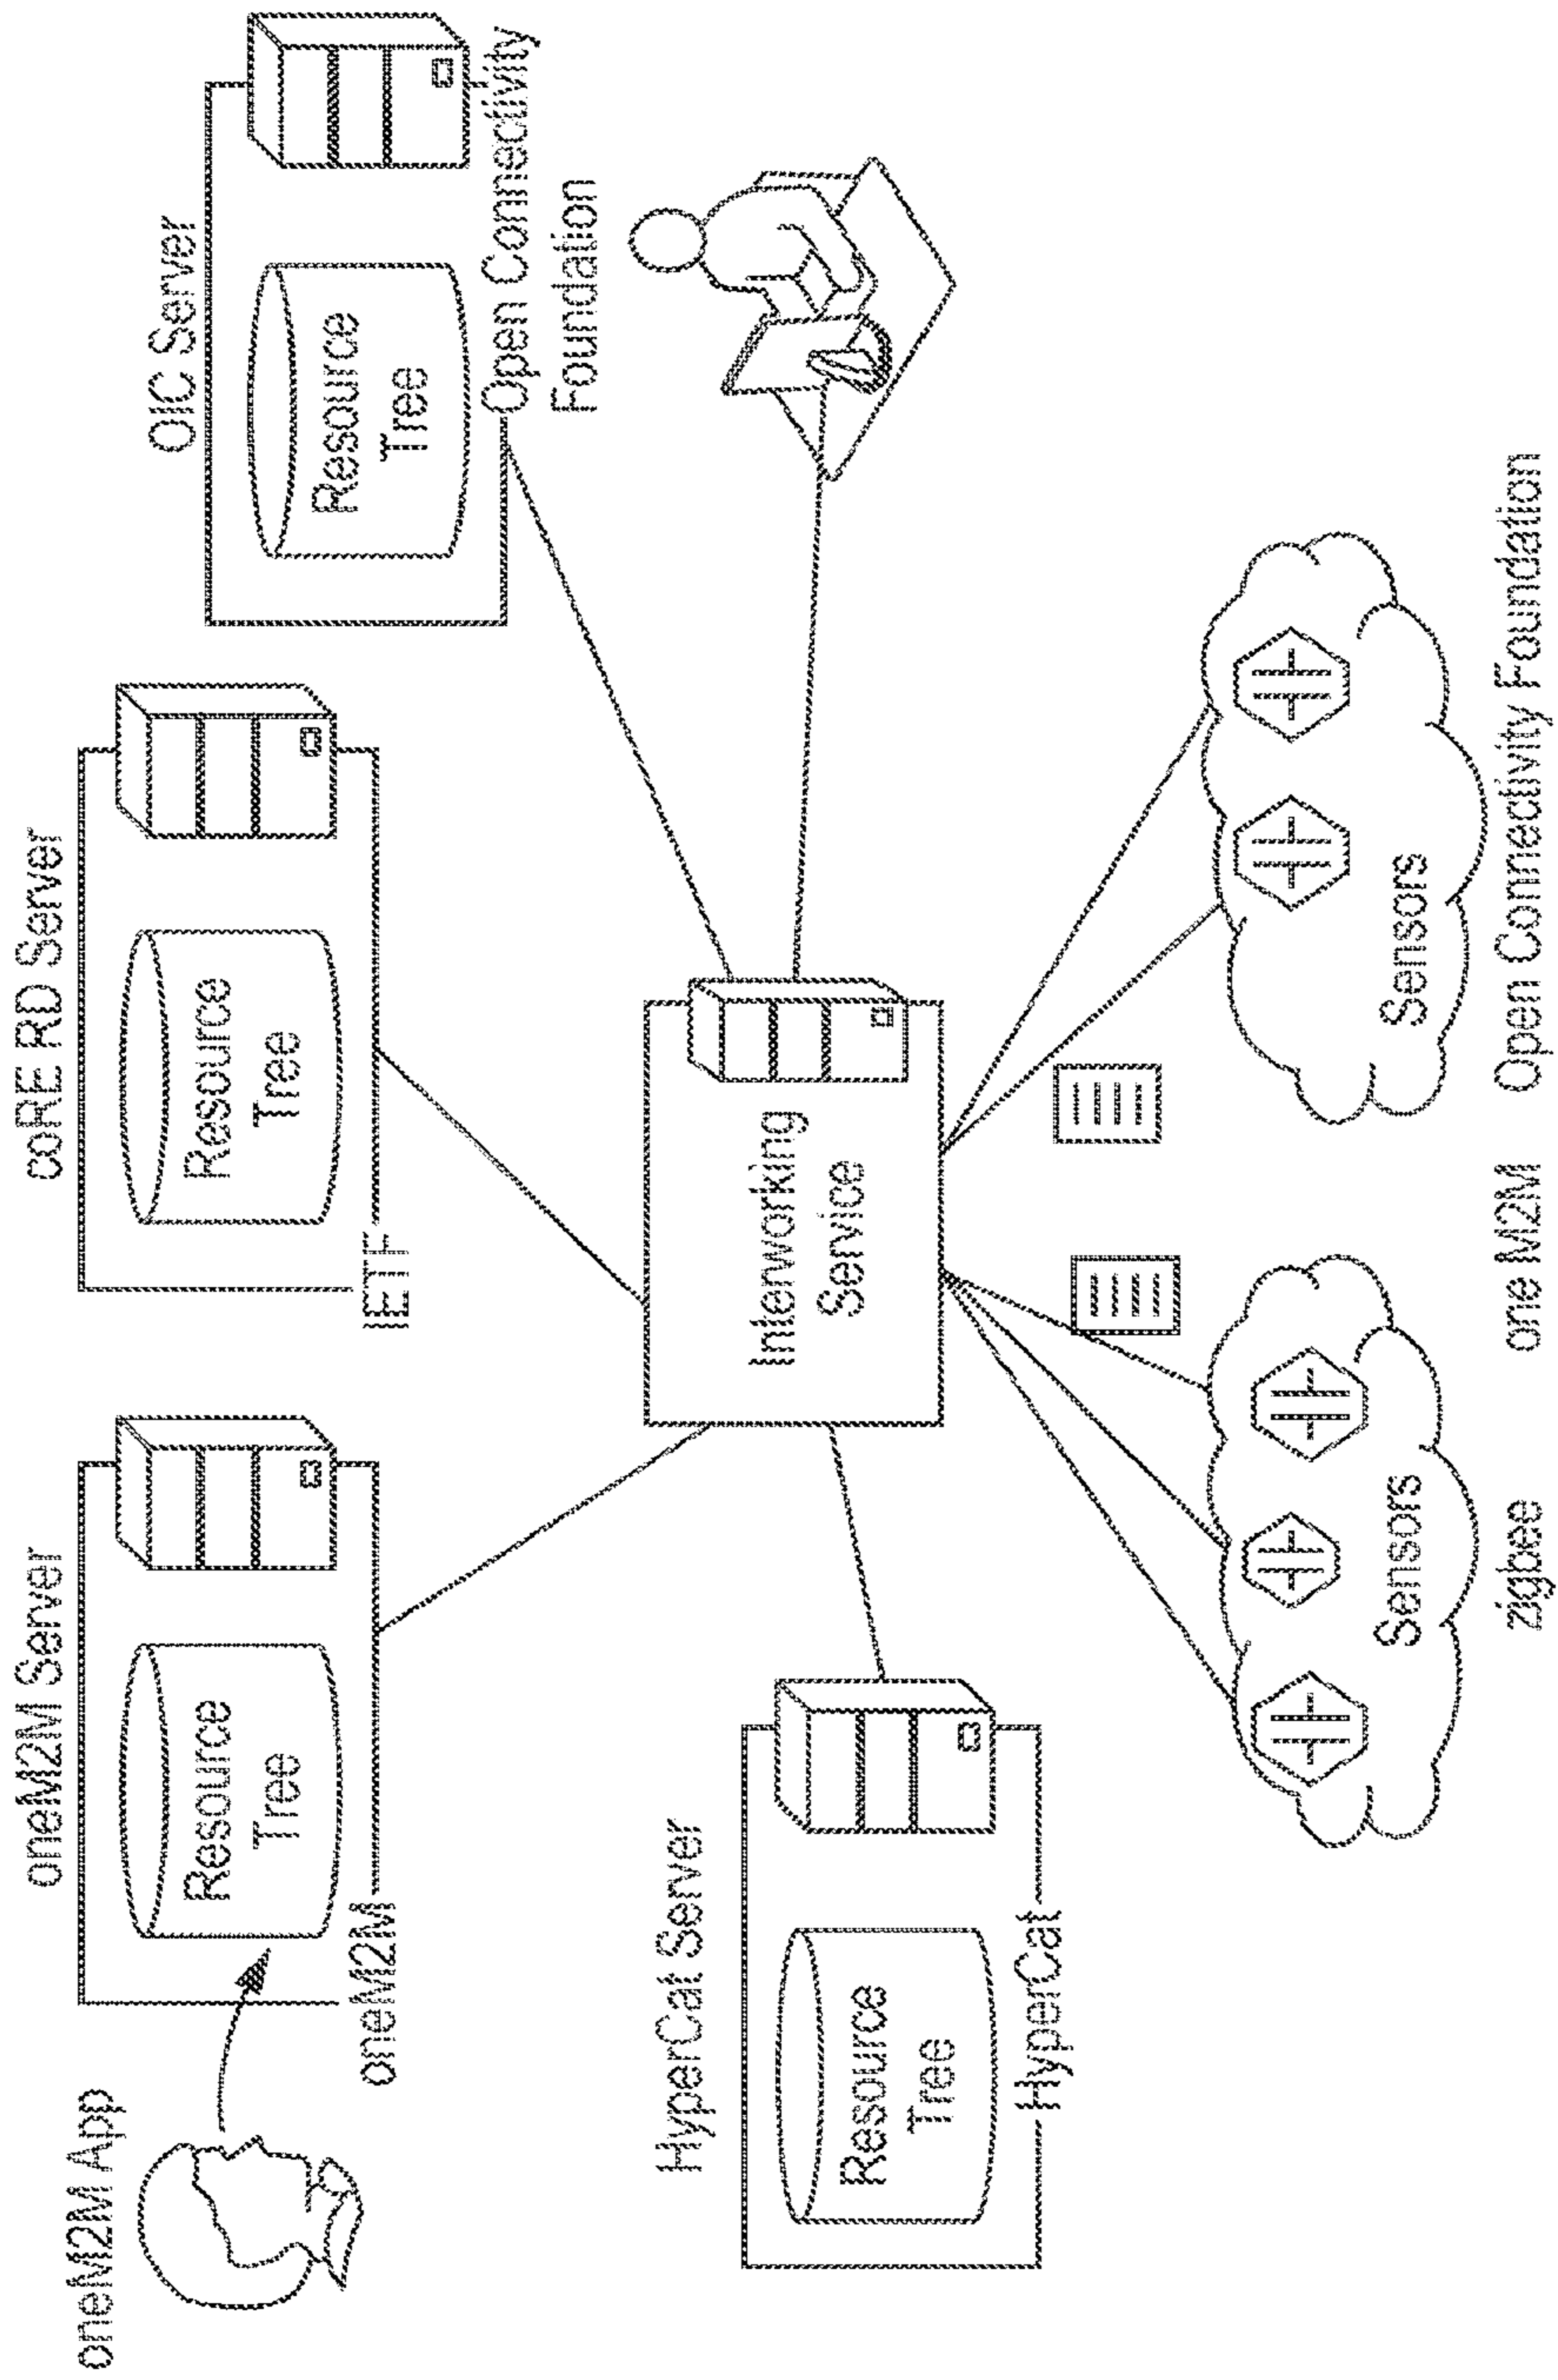 oneM2M App
oneM2M Server
Resource
Tree
oneM2M
coRE RD Server
Resource
Tree
IETF
OIC Server
Resource
Tree
Open Connectivity
Foundation
HyperCat Server
Resource
Tree
HyperCat
Interworking
Service
Sensors
Sensors
zigbee
one M2M
Open Connectivity Foundation